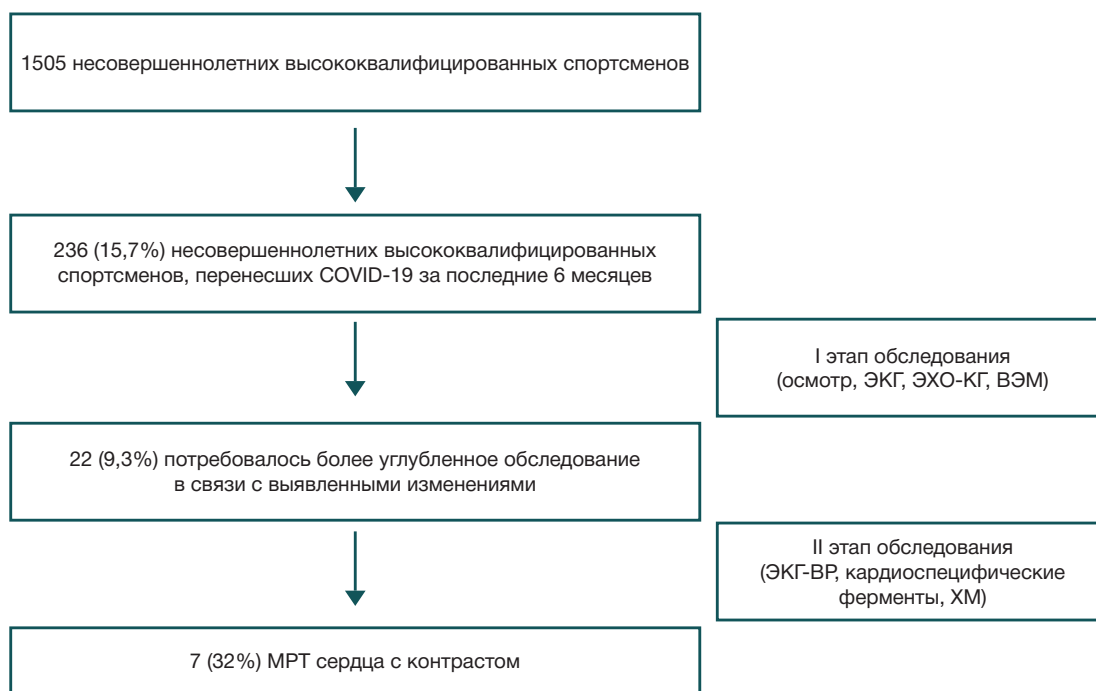 1505 несовершеннолетних высококвалифицированных спортсменов
236 (15,7%) несовершеннолетних высококвалифицированных
спортсменов, перенесших COVID-19 за последние 6 месяцев
I этап обследования
(осмотр, ЭКГ, ЭХО-КГ, ВЭМ)
22 (9,3%) потребовалось более углубленное обследование
в связи с выявленными изменениями
II этап обследования
(ЭКГ-ВР, кардиоспецифические
ферменты, ХМ)
7 (32%) МРТ сердца с контрастом